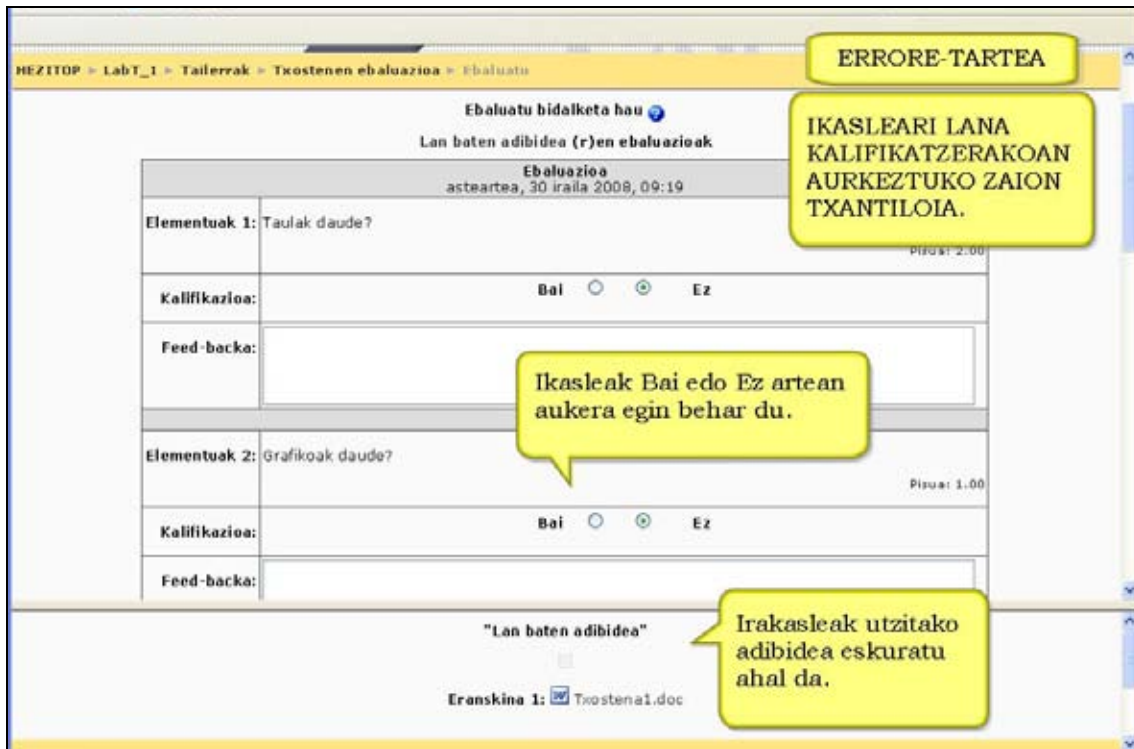 HEZITOP ► LabT_1 ► Tailerrak ► Txostenen ebaluazioa ► Ebaluatu
ERRORE-TARTEA
Ebaluatu bidalketa hau
Lan baten adibidea (r)en ebaluazioak
IKASLEARI LANA
KALIFIKATZERAKOAN
AURKEZTUKO ZAION
TXANTILOIA.
Ebaluazioa
asteartea, 30 iraila 2008, 09:19
Elementuak 1: Taulak daude?
Pisua: 2.00
Kalifikazioa: Bai Ez
Feed-backa:
Ikasleak Bai edo Ez artean
aukera egin behar du.
Elementuak 2: Grafikoak daude?
Pisua: 1.00
Kalifikazioa: Bai Ez
Feed-backa:
"Lan baten adibidea"
Irakasleak utzitako
adibidea eskuratu
ahal da.
Eranskina 1: Txostena1.doc